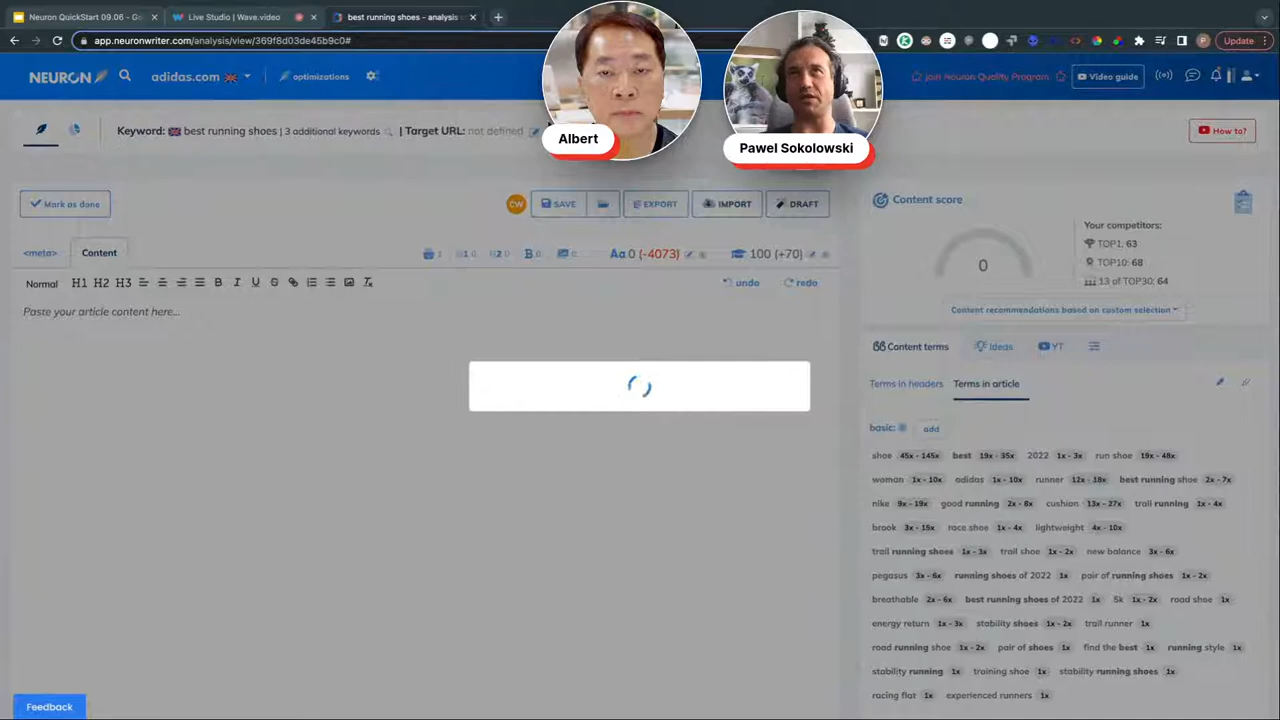 Neuron QuickStart 09.06 - Go
Live Studio | Wave.video
best running shoes - analysis
app.neuronwriter.com/analysis/view/369f8d03de45b9c0#
Update
NEURON
adidas.com
optimizations
Join Neuron Quality Program
Video guide
Albert
Pawel Sokolowski
Keyword: best running shoes | 3 additional keywords | Target URL: not defined
How to?
Mark as done
CW
SAVE
EXPORT
IMPORT
DRAFT
Content score
Your competitors:
TOP1: 63
TOP10: 68
13 of TOP30: 64
0
<meta>
Content
1
H1 0
H2 0
B 0
0
Aa 0 (-4073)
100 (+70)
Normal
H1 H2 H3
B I U S
undo
redo
Content recommendations based on custom selection
Paste your article content here...
Content terms
Ideas
YT
Terms in headers
Terms in article
basic:
add
shoe 45x - 145x best 19x - 35x 2022 1x - 3x run shoe 19x - 48x
woman 1x - 10x adidas 1x - 10x runner 12x - 18x best running shoe 2x - 7x
nike 9x - 19x good running 2x - 8x cushion 13x - 27x trail running 1x - 4x
brook 3x - 15x race shoe 1x - 4x lightweight 4x - 10x
trail running shoes 1x - 3x trail shoe 1x - 2x new balance 3x - 6x
pegasus 3x - 6x running shoes of 2022 1x pair of running shoes 1x - 2x
breathable 2x - 6x best running shoes of 2022 1x 5k 1x - 2x road shoe 1x
energy return 1x - 3x stability shoes 1x - 2x trail runner 1x
road running shoe 1x - 2x pair of shoes 1x find the best 1x running style 1x
stability running 1x training shoe 1x stability running shoes 1x
racing flat 1x experienced runners 1x
Feedback